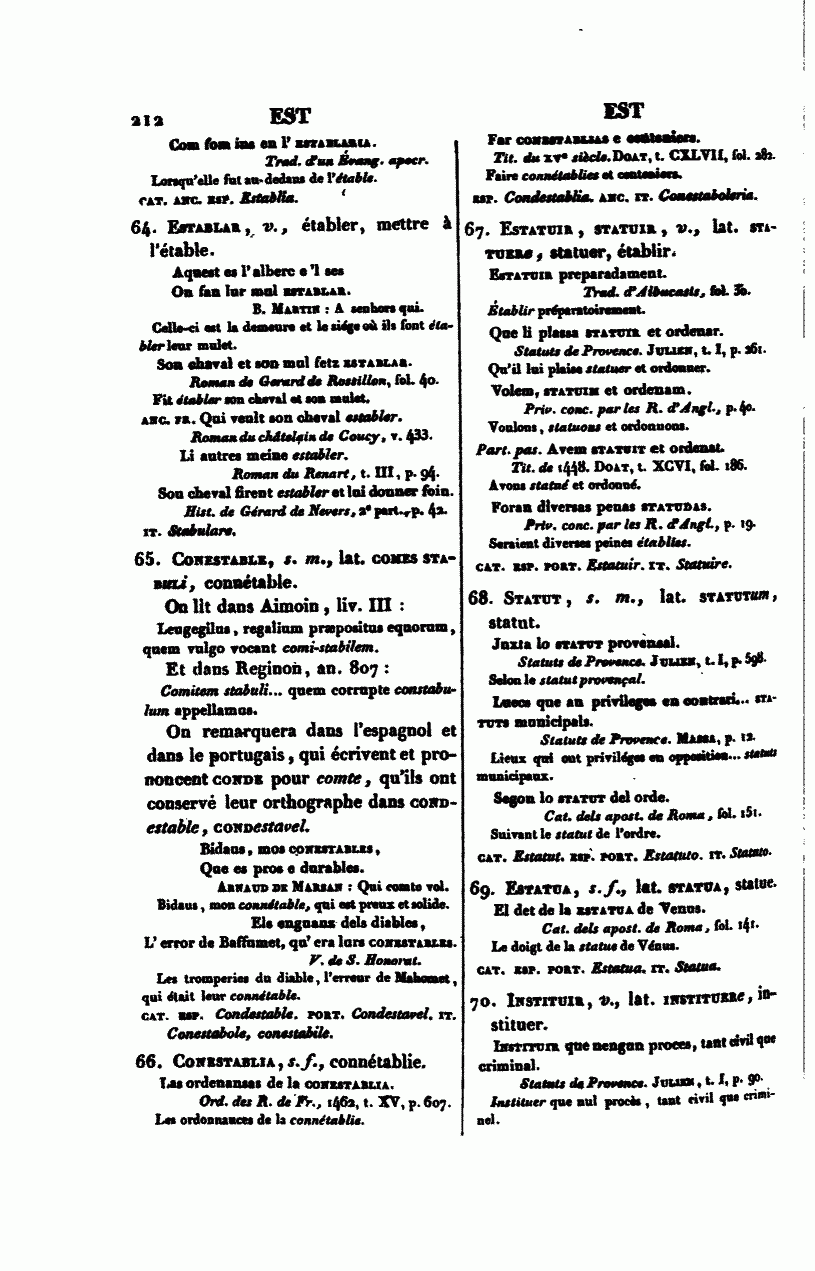 212 EST
Com fom ins en l' ESTABLARIA.
Trad. d'un Évang. apocr.
Lorsqu'elle fut au-dedans de l'étable.
CAT. ANC. ESP. Establia.
64. ESTABLAR, v., établer, mettre à
l'étable.
Aquest es l'alberc e 'l ses
On fan lur mul ESTABLAR.
B. MARTIN : A senhors qui.
Celle-ci est la demeure et le siége où ils font éta-
bler leur mulet.
Son chaval et son mul fetz ESTABLAR.
Roman de Gerard de Rossillon, fol. 40.
Fit établer son cheval et son mulet.
ANC. FR. Qui veult son cheval establer.
Roman du châtelain de Coucy, v. 433.
Li autres meine establer.
Roman du Renart, t. III, p. 94.
Son cheval firent establer et lui donner foin.
Hist. de Gérard de Nevers, 2e part., p. 42.
IT. Stabulare.
65. CONESTABLE, s. m., lat. COMES STA-
BULI, connétable.
On lit dans Aimoin, liv. III :
Leugegilus, regalium præpositus equorum,
quem vulgo vocant comi-stabilem.
Et dans Reginon, an. 807 :
Comitem stabuli... quem corrupte constabu-
lum appellamus.
On remarquera dans l'espagnol et
dans le portugais, qui écrivent et pro-
noncent CONDE pour comte, qu'ils ont
conservé leur orthographe dans COND-
estable, CONDestavel.
Bidaus, mos CONESTABLES,
Que es pros e durables.
ARNAUD DE MARSAN : Qui comte vol.
Bidaus, mon connétable, qui est preux et solide.
Els enguans dels diables,
L' error de Baffumet, qu' era lurs CONESTABLES.
V. de S. Honorat.
Les tromperies du diable, l'erreur de Mahomet,
qui était leur connétable.
CAT. ESP. Condestable. PORT. Condestavel. IT.
Conestabole, conestabile.
66. CONESTABLIA, s. f., connétablie.
Las ordenansas de la CONESTABLIA.
Ord. des R. de Fr., 1462, t. XV, p. 607.
Les ordonnances de la connétablie.
EST
Far CONESTABLIAS e centeniers.
Tit. du XVe siècle. DOAT, t. CXLVII, fol. 282.
Faire connétablies et centeniers.
ESP. Condestablia. ANC. IT. Conestaboleria.
67. ESTATUIR, STATUIR, v., lat. STA-
TUERe, statuer, établir.
ESTATUIR preparadament.
Trad. d'Albucasis, fol. 30.
Établir préparatoirement.
Que li plassa STATUIR et ordenar.
Statuts de Provence. JULIEN, t. I, p. 261.
Qu'il lui plaise statuer et ordonner.
Volem, STATUIM et ordenam.
Priv. conc. par les R. d'Angl., p. 40.
Voulons, statuons et ordonnons.
Part. pas. Avem STATUIT et ordenat.
Tit. de 1448. DOAT, t. XCVI, fol. 186.
Avons statué et ordonné.
Foran diversas penas STATUDAS.
Priv. conc. par les R. d'Angl., p. 19.
Seraient diverses peines établies.
CAT. ESP. PORT. Estatuir. IT. Statuire.
68. STATUT, s. m., lat. STATUTum,
statut.
Juxta lo STATUT provensal.
Statuts de Provence. JULIEN, t. I, p. 598.
Selon le statut provençal.
Luecs que an privileges en contrari... STA-
TUTS municipals.
Statuts de Provence. MASSA, p. 12.
Lieux qui ont priviléges en opposition... statuts
municipaux.
Segon lo STATUT del orde.
Cat. dels apost. de Roma, fol. 151.
Suivant le statut de l'ordre.
CAT. Estatut. ESP. PORT. Estatuto. IT. Statuto.
69. ESTATUA, s. f., lat. STATUA, statue.
El det de la ESTATUA de Venus.
Cat. dels apost. de Roma, fol. 141.
Le doigt de la statue de Vénus.
CAT. ESP. PORT. Estatua. IT. Statua.
70. INSTITUIR, v., lat. INSTITUERe, in-
stituer.
INSTITUIR que nengun proces, tant civil que
criminal.
Statuts de Provence. JULIEN, t. I, p. 90.
Instituer que nul procès, tant civil que crimi-
nel.